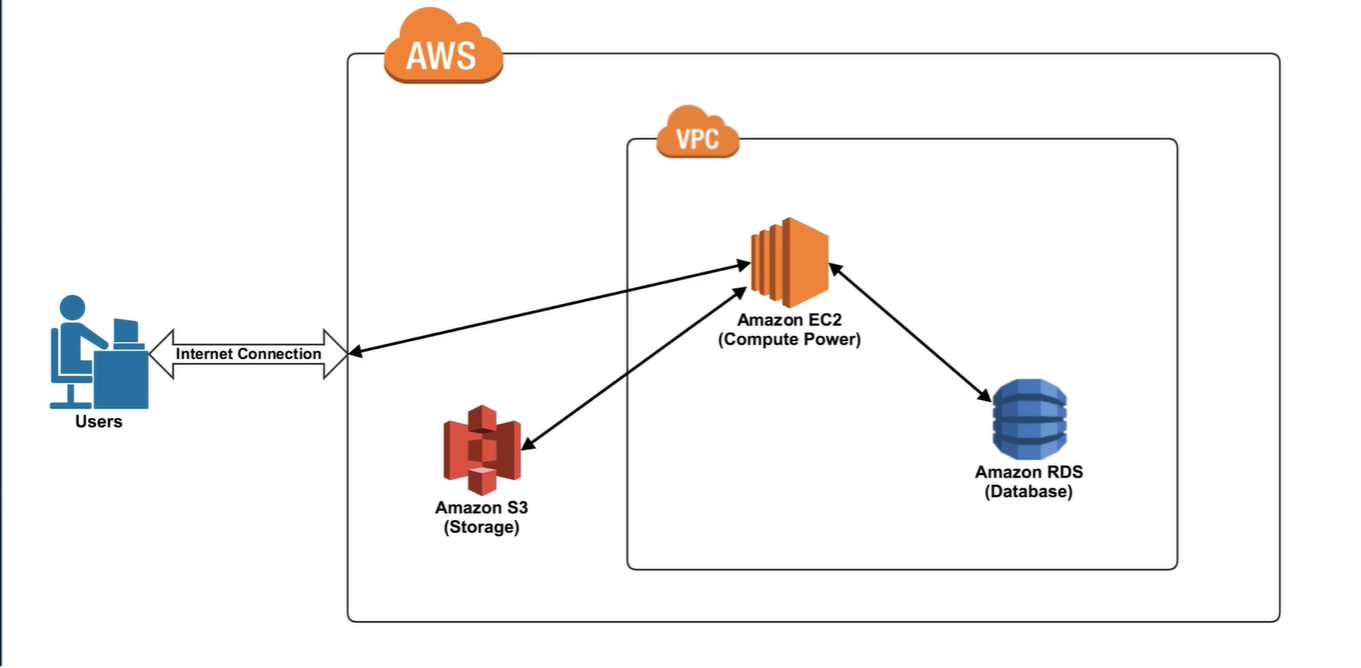 AWS
VPC
Amazon EC2
(Compute Power)
Internet Connection
Users
Amazon S3
(Storage)
Amazon RDS
(Database)